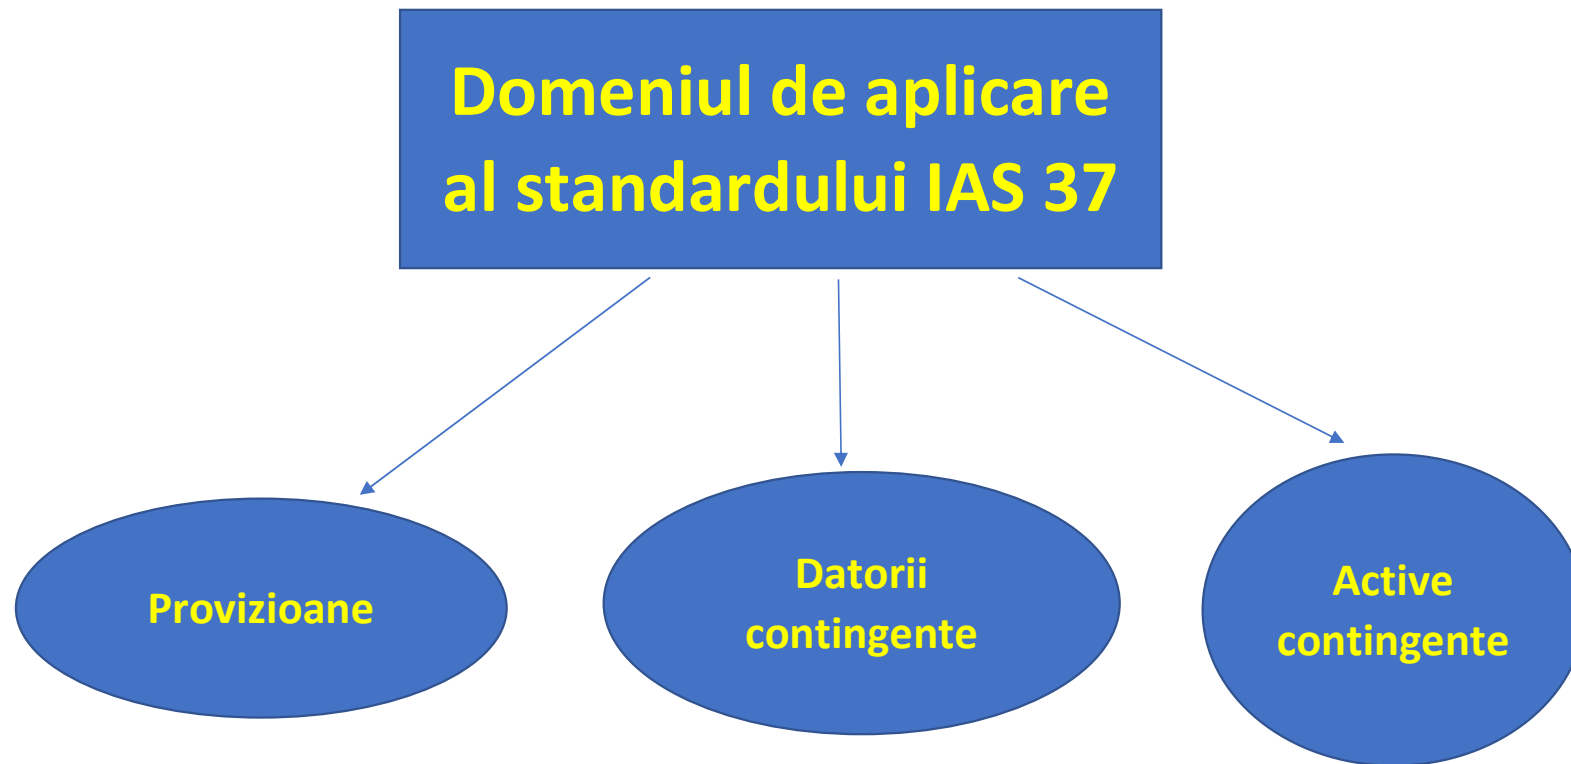 Domeniul de aplicare
al standardului IAS 37
Provizioane
Datorii
contingente
Active
contingente